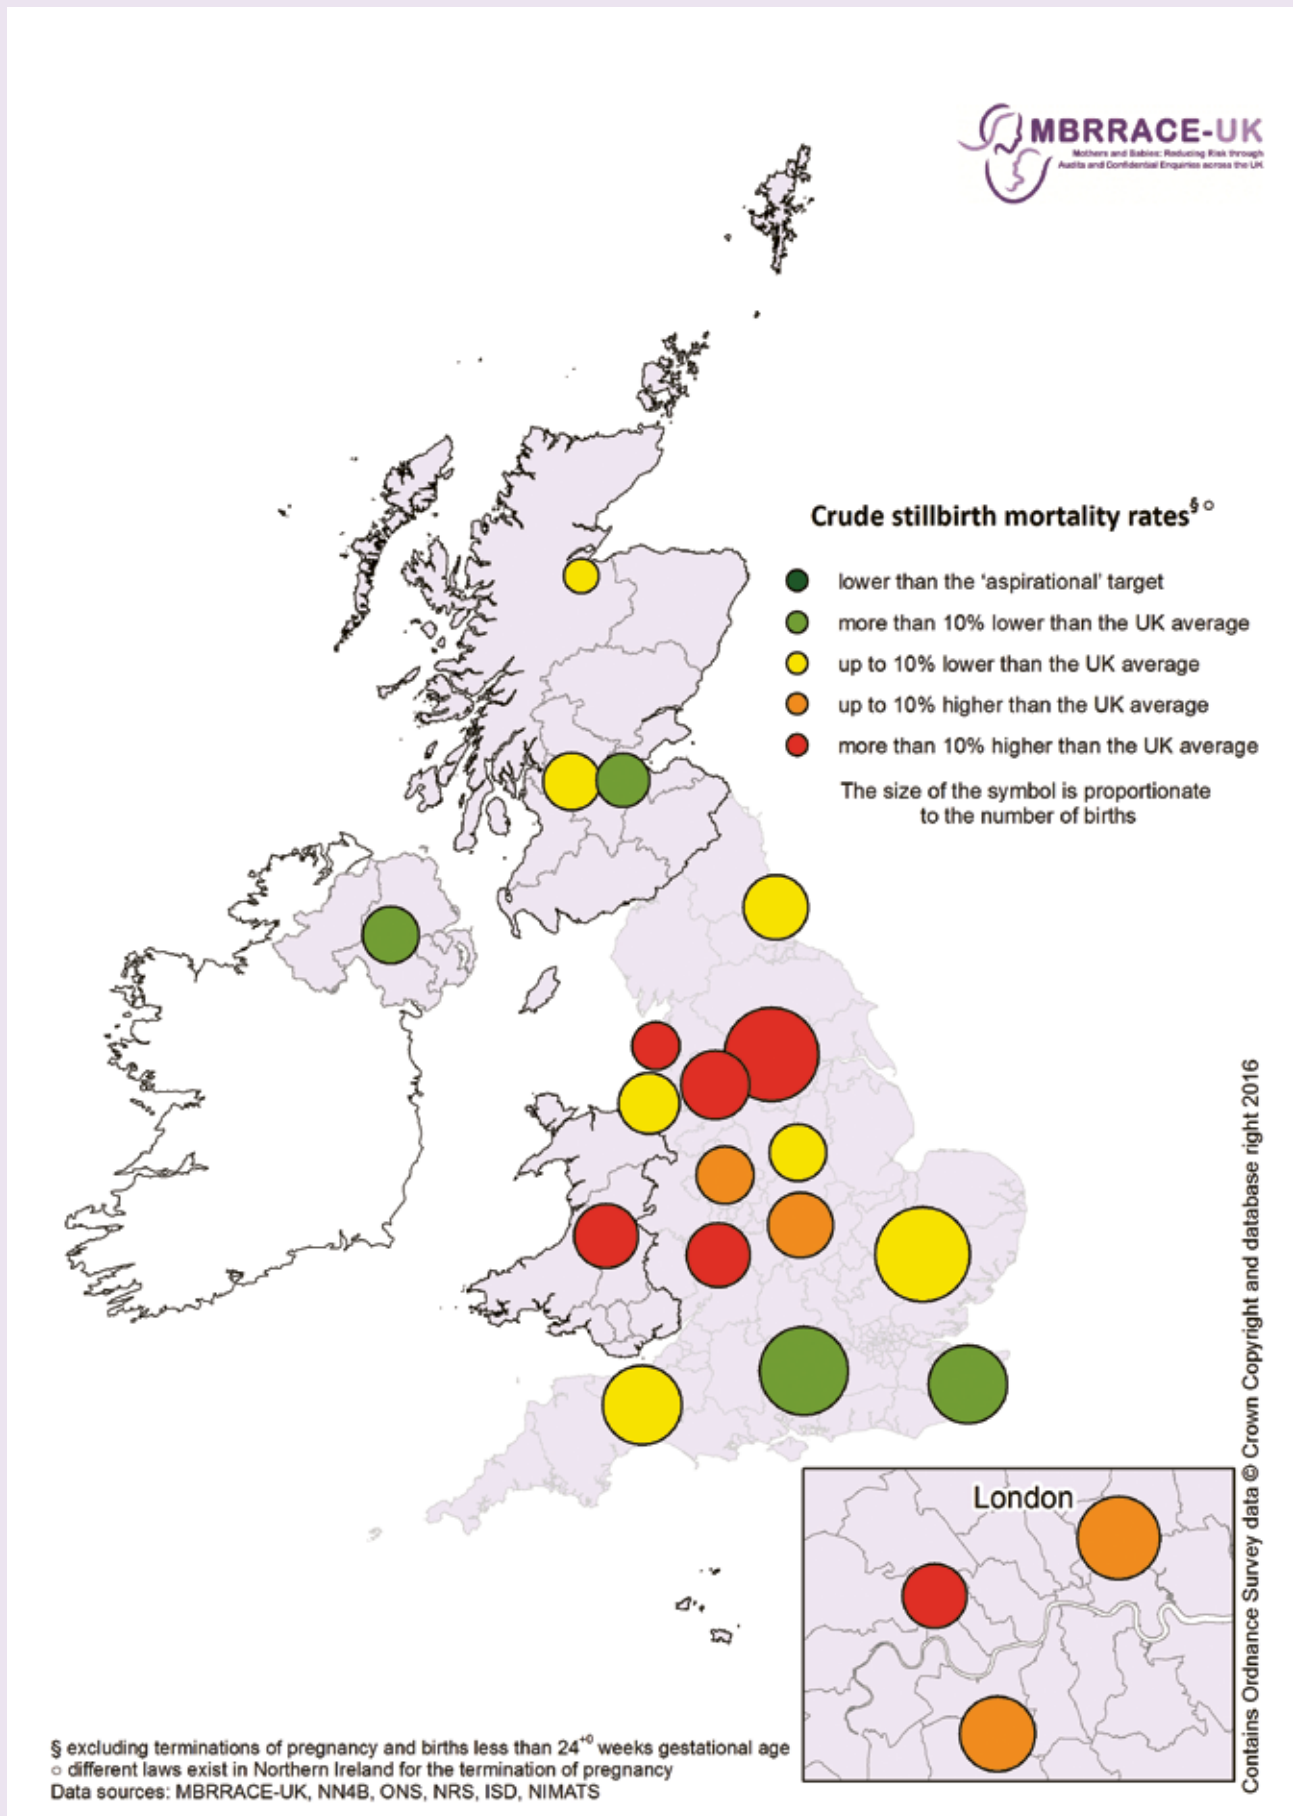 MBRRACE-UK
Mothers and Babies: Reducing Risk through
Audits and Confidential Enquiries across the UK
Crude stillbirth mortality rates§ ○
lower than the ‘aspirational’ target
more than 10% lower than the UK average
up to 10% lower than the UK average
up to 10% higher than the UK average
more than 10% higher than the UK average
The size of the symbol is proportionate
to the number of births
London
§ excluding terminations of pregnancy and births less than 24⁺⁰ weeks gestational age
○ different laws exist in Northern Ireland for the termination of pregnancy
Data sources: MBRRACE-UK, NN4B, ONS, NRS, ISD, NIMATS
Contains Ordnance Survey data © Crown Copyright and database right 2016